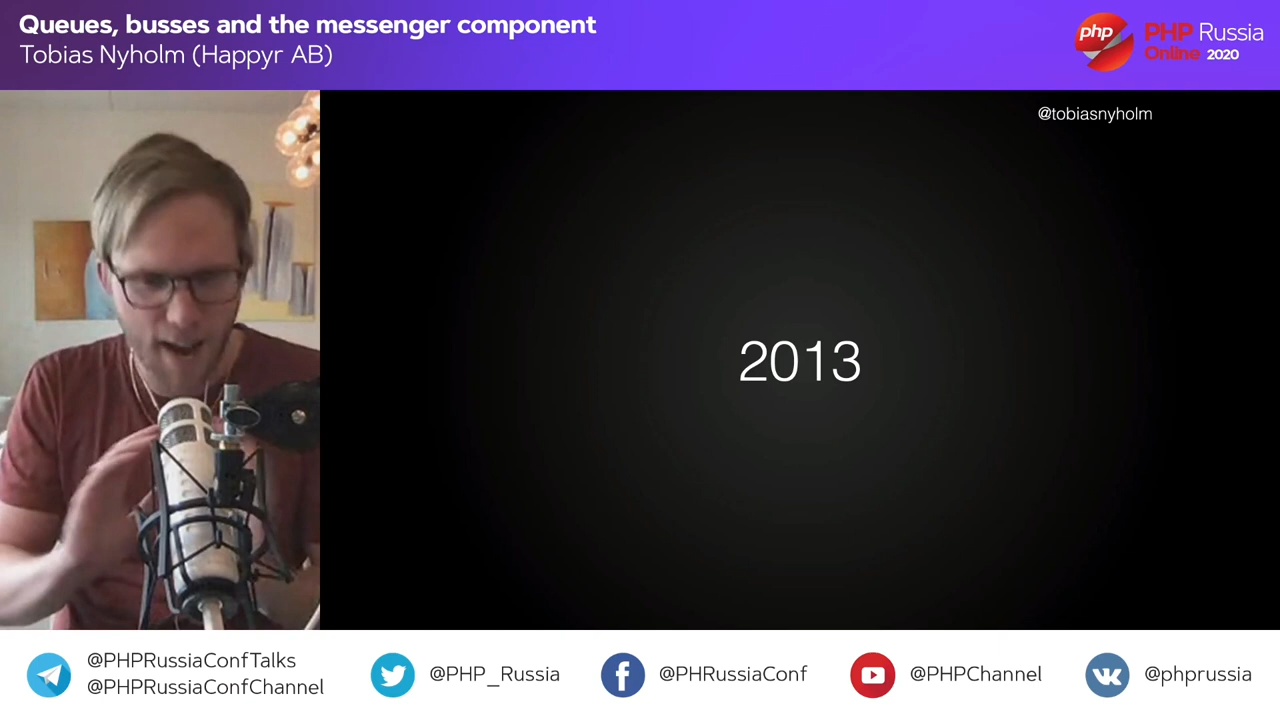 Queues, busses and the messenger component
Tobias Nyholm (Happyr AB)
php
PHP Russia
Online 2020
@tobiasnyholm
2013
@PHPRussiaConfTalks
@PHPRussiaConfChannel
@PHP_Russia
@PHRussiaConf
@PHPChannel
@phprussia